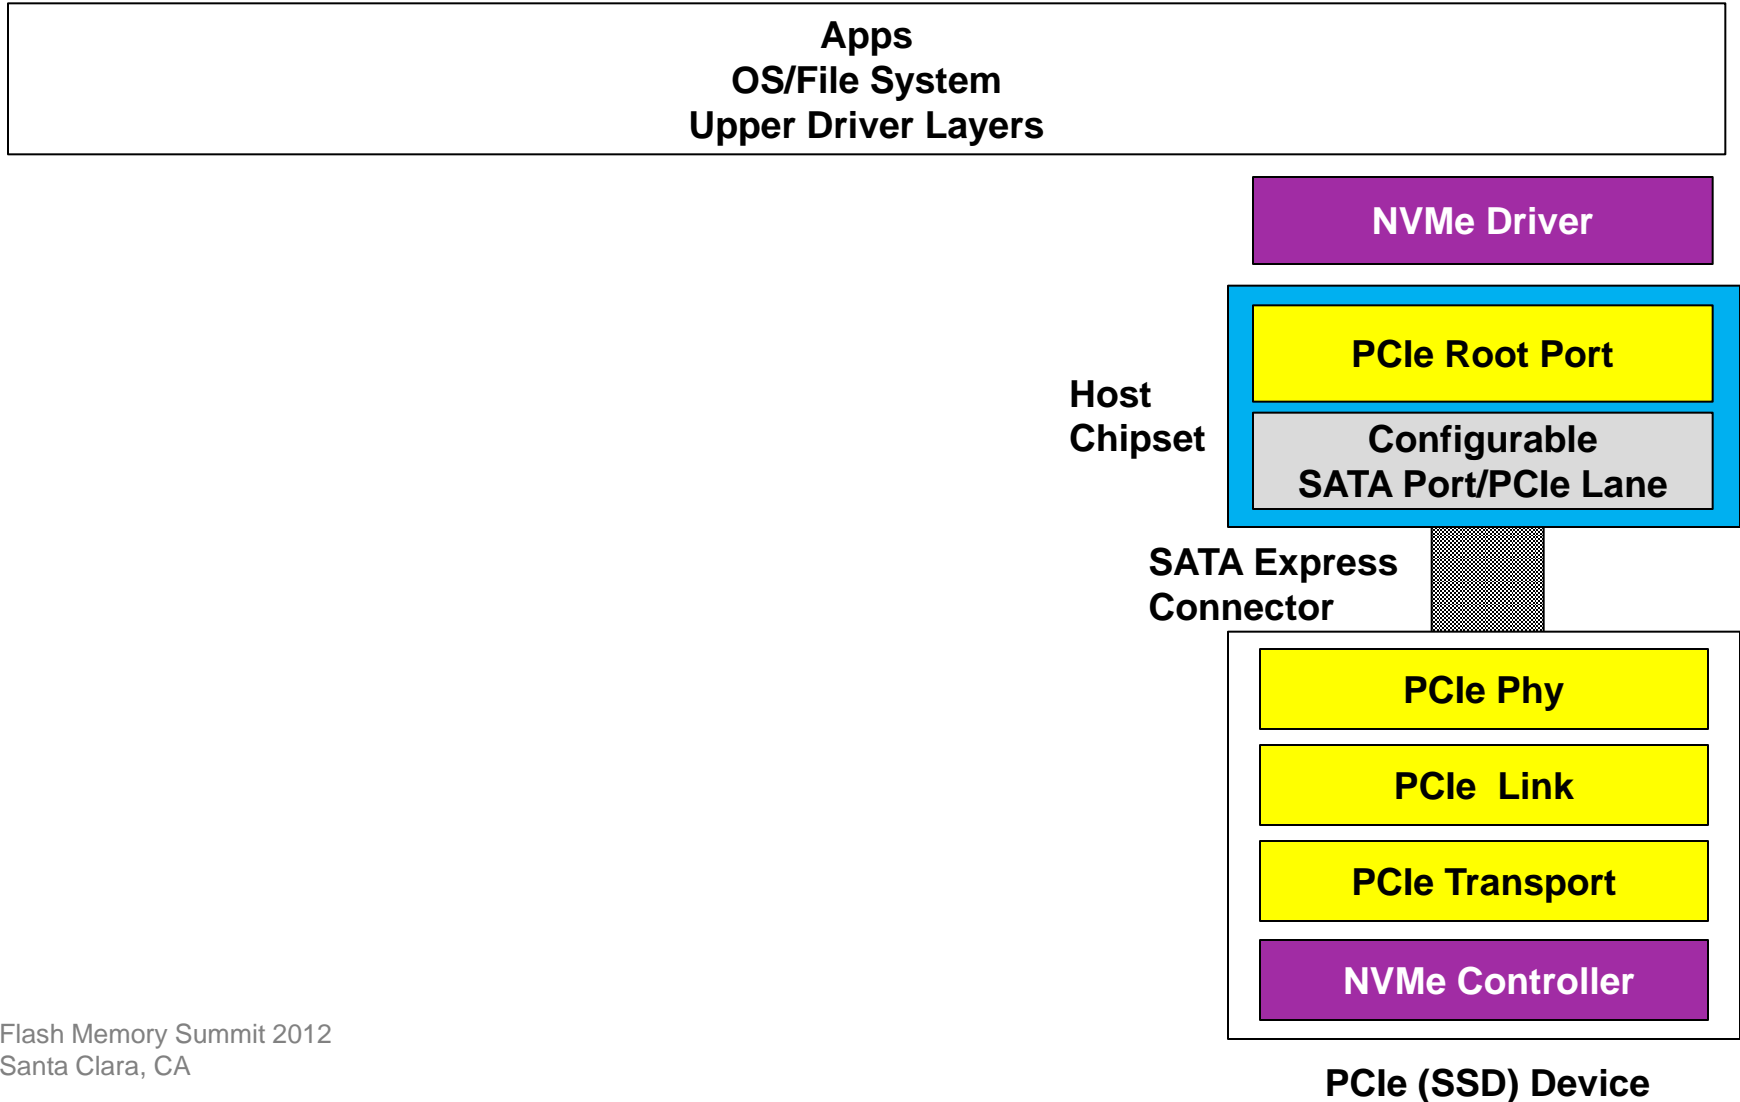 Apps
OS/File System
Upper Driver Layers
NVMe Driver
PCIe Root Port
Host
Chipset
Configurable
SATA Port/PCIe Lane
SATA Express
Connector
PCIe Phy
PCIe Link
PCIe Transport
NVMe Controller
Flash Memory Summit 2012
Santa Clara, CA
PCIe (SSD) Device